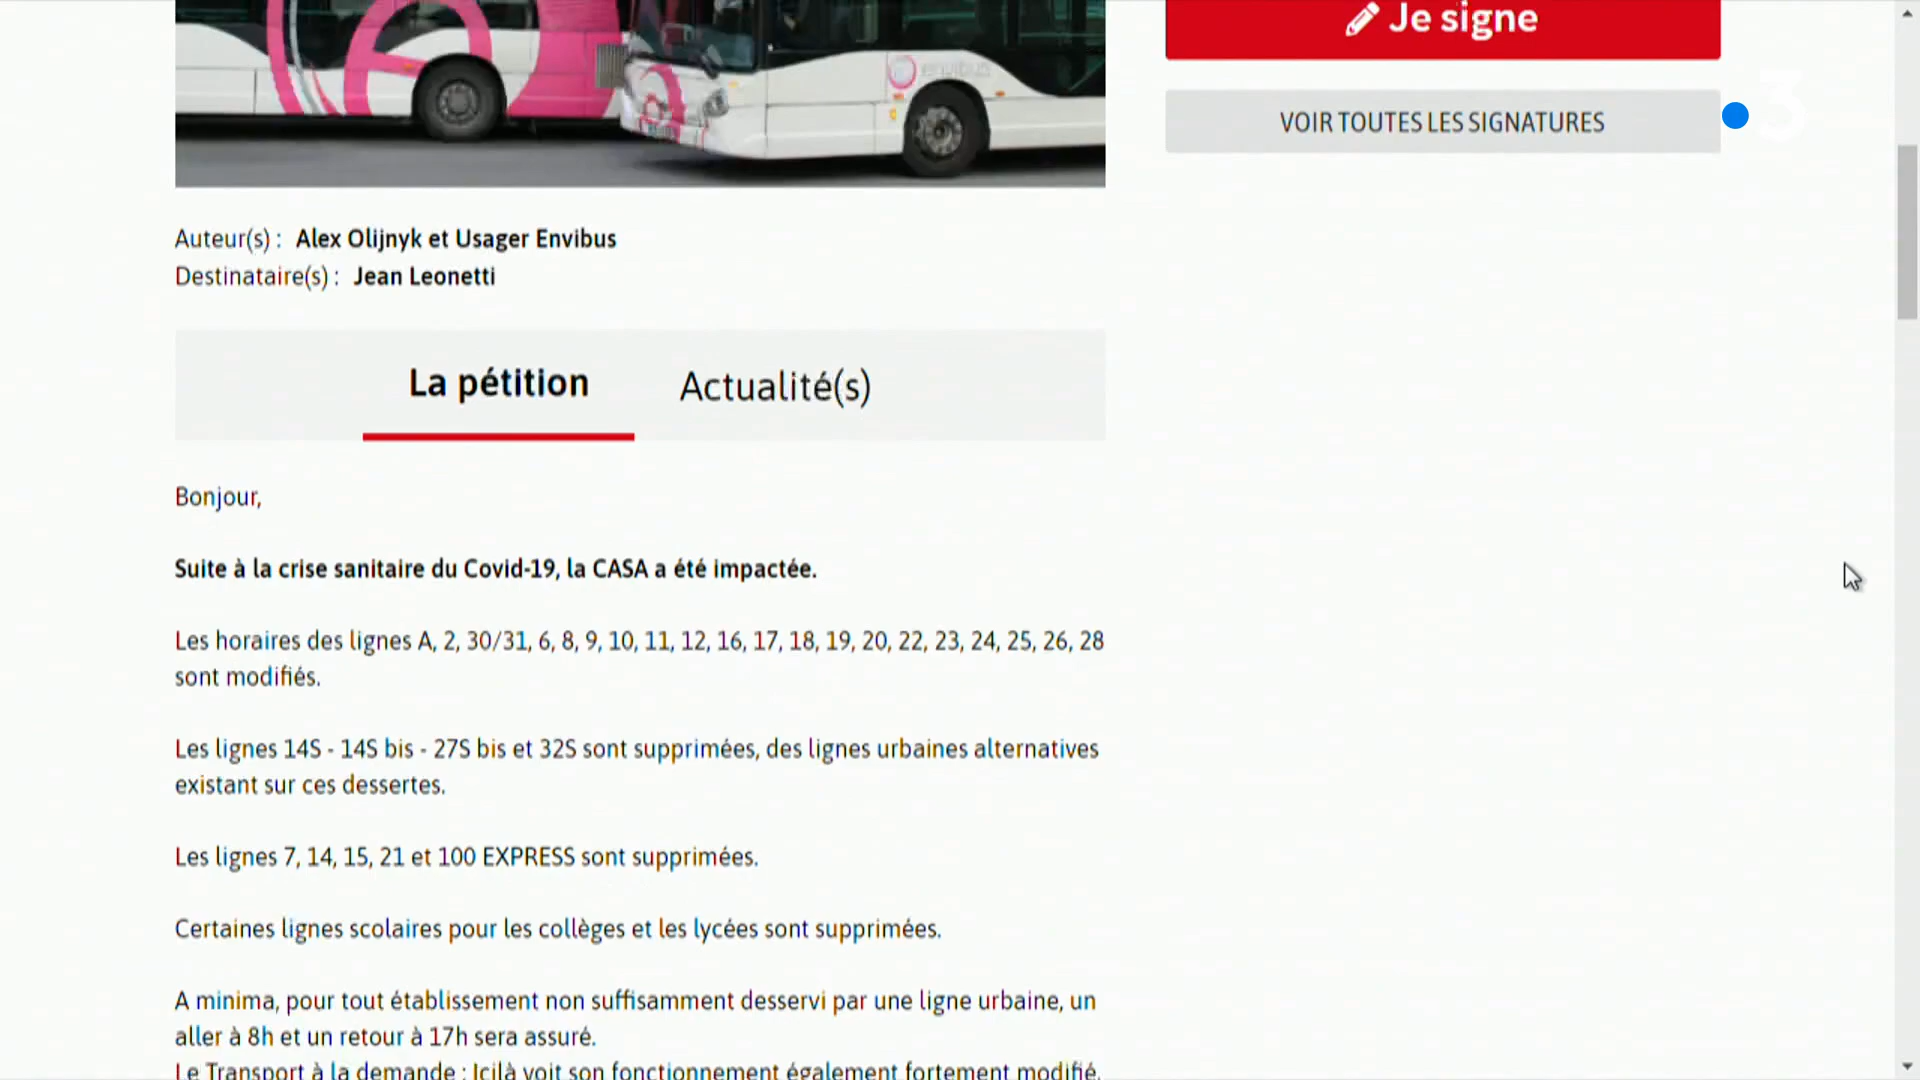 Je signe
envibus
VOIR TOUTES LES SIGNATURES
3
Auteur(s) : Alex Olijnyk et Usager Envibus
Destinataire(s) : Jean Leonetti
La pétition
Actualité(s)
Bonjour,
Suite à la crise sanitaire du Covid-19, la CASA a été impactée.
Les horaires des lignes A, 2, 30/31, 6, 8, 9, 10, 11, 12, 16, 17, 18, 19, 20, 22, 23, 24, 25, 26, 28
sont modifiés.
Les lignes 14S - 14S bis - 27S bis et 32S sont supprimées, des lignes urbaines alternatives
existant sur ces dessertes.
Les lignes 7, 14, 15, 21 et 100 EXPRESS sont supprimées.
Certaines lignes scolaires pour les collèges et les lycées sont supprimées.
A minima, pour tout établissement non suffisamment desservi par une ligne urbaine, un
aller à 8h et un retour à 17h sera assuré.
Le Transport à la demande : Icilà voit son fonctionnement également fortement modifié.